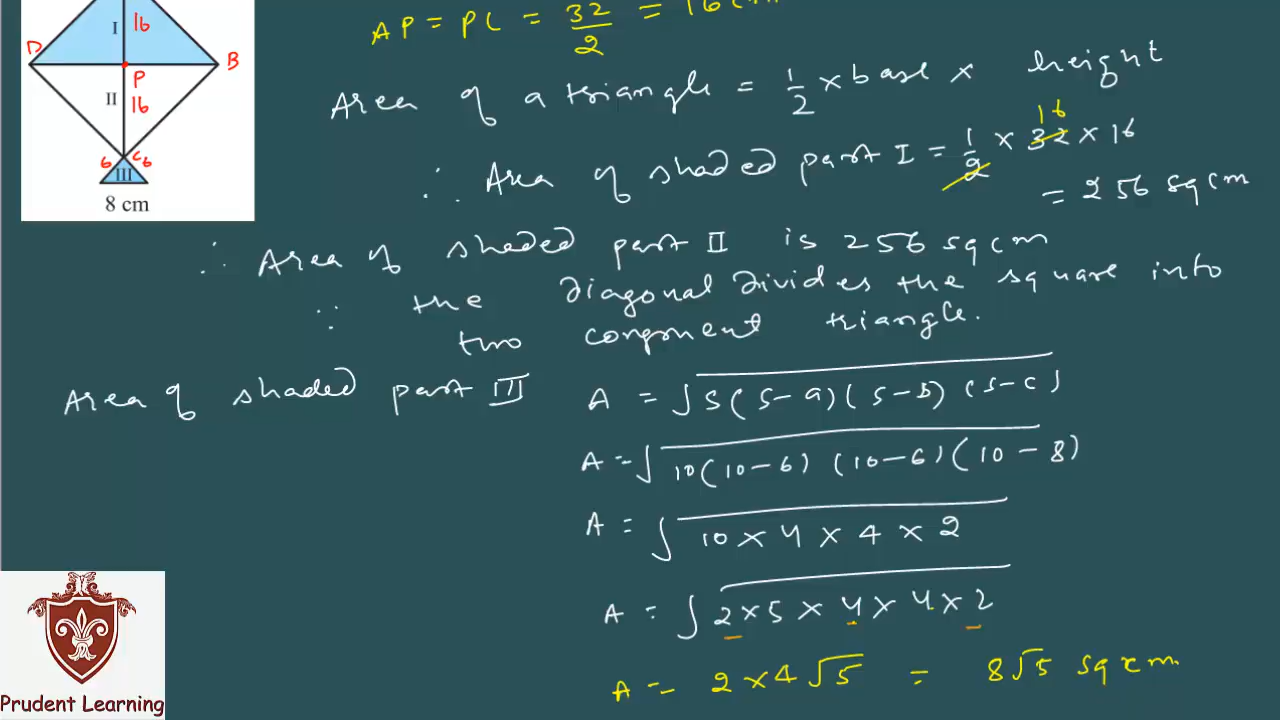 AP = PC = 32/2 = 16 cm
I 16
D
B
P
II 16
6 C 6
III
8 cm
Area of a triangle = 1/2 × base × height
16
∴ Area of shaded part I = 1/2 × 32 × 16
= 256 sq cm
∴ Area of shaded part II is 256 sq cm
∵ the diagonal divides the square into
two congruent triangle.
Area of shaded part III A = √s(s-a)(s-b)(s-c)
A = √10(10-6)(10-6)(10-8)
A = √10 × 4 × 4 × 2
A = √2×5×4×4×2
A = 2×4√5 = 8√5 sq cm
Prudent Learning